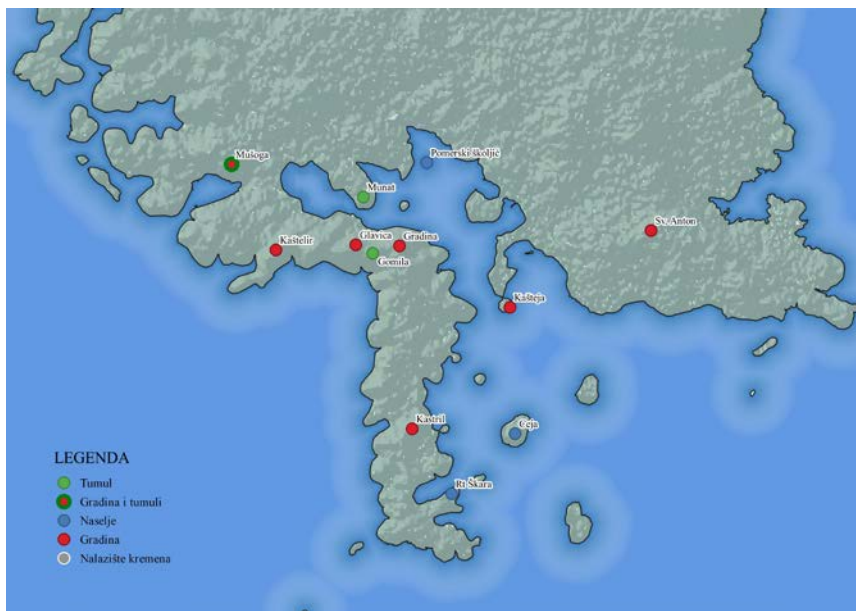 Mušoga
Pomerski školjić
Munat
Sv. Anton
Glavica
Gradina
Kaštelir
Gomila
Kašteja
Kastril
Ceja
Rt Škara
LEGENDA
Tumul
Gradina i tumuli
Naselje
Gradina
Nalazište kremena